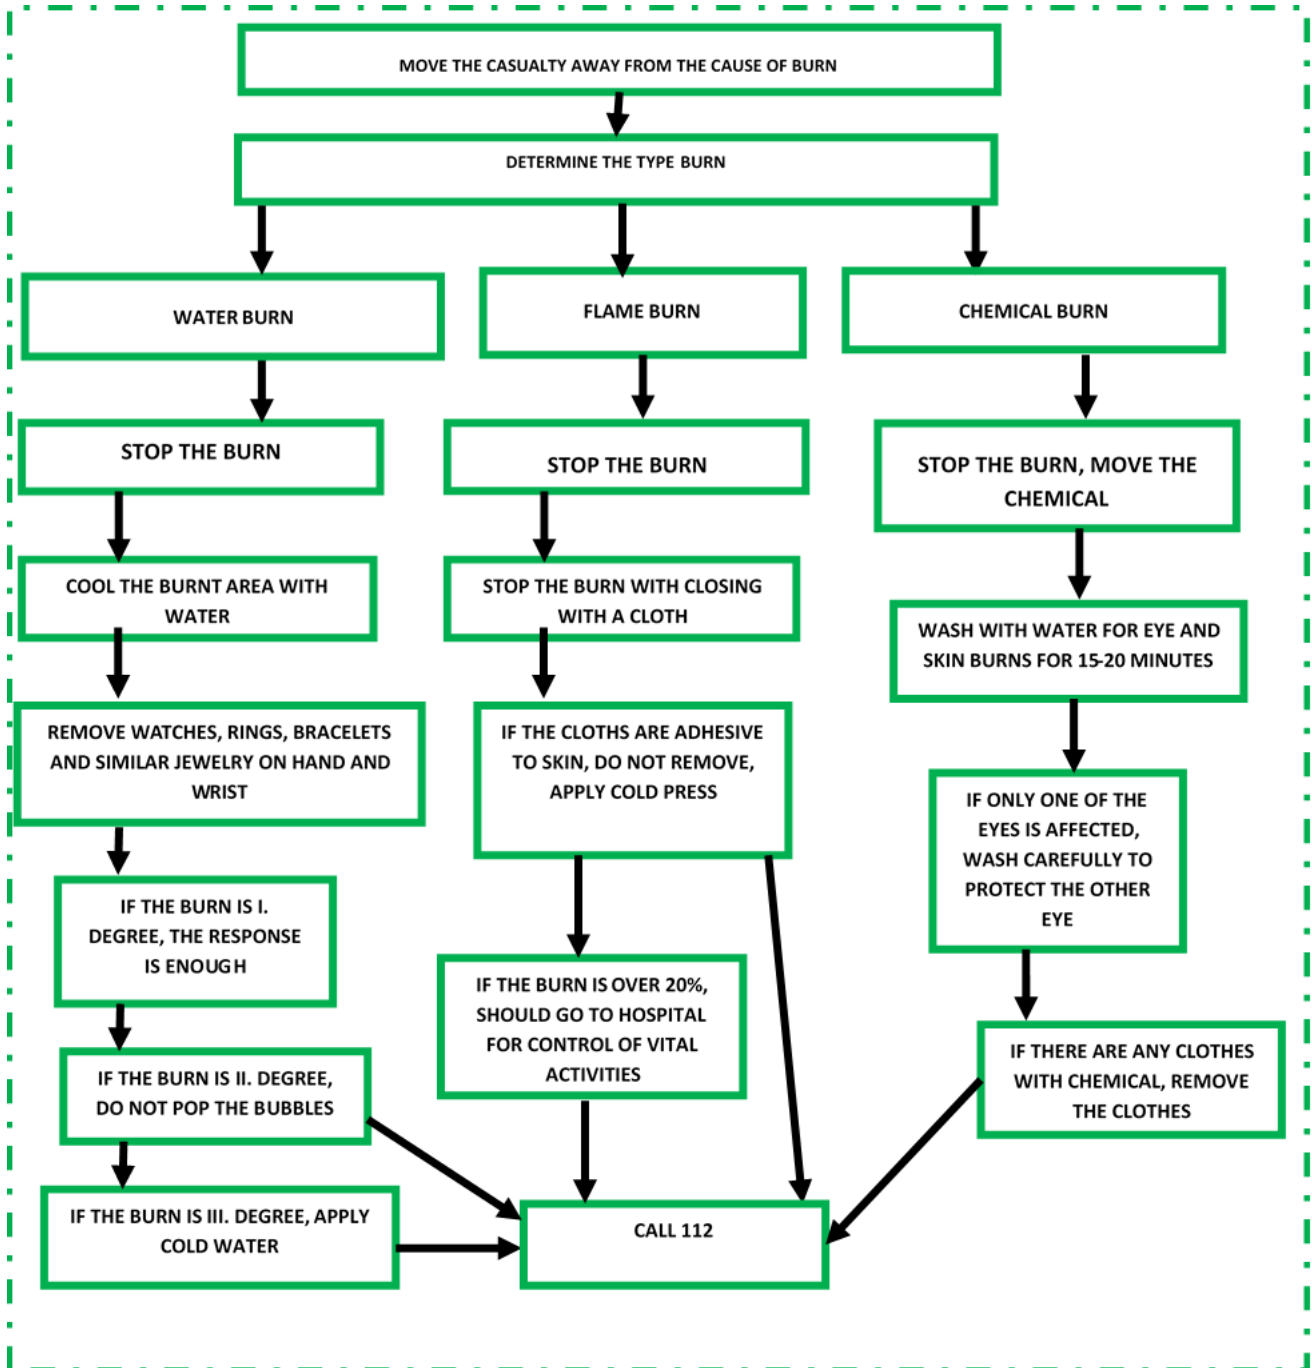 MOVE THE CASUALTY AWAY FROM THE CAUSE OF BURN
DETERMINE THE TYPE BURN
WATER BURN
FLAME BURN
CHEMICAL BURN
STOP THE BURN
STOP THE BURN
STOP THE BURN, MOVE THE
CHEMICAL
COOL THE BURNT AREA WITH
WATER
STOP THE BURN WITH CLOSING
WITH A CLOTH
WASH WITH WATER FOR EYE AND
SKIN BURNS FOR 15-20 MINUTES
REMOVE WATCHES, RINGS, BRACELETS
AND SIMILAR JEWELRY ON HAND AND
WRIST
IF THE CLOTHS ARE ADHESIVE
TO SKIN, DO NOT REMOVE,
APPLY COLD PRESS
IF ONLY ONE OF THE
EYES IS AFFECTED,
WASH CAREFULLY TO
PROTECT THE OTHER
EYE
IF THE BURN IS I.
DEGREE, THE RESPONSE
IS ENOUGH
IF THE BURN IS OVER 20%,
SHOULD GO TO HOSPITAL
FOR CONTROL OF VITAL
ACTIVITIES
IF THERE ARE ANY CLOTHES
WITH CHEMICAL, REMOVE
THE CLOTHES
IF THE BURN IS II. DEGREE,
DO NOT POP THE BUBBLES
IF THE BURN IS III. DEGREE, APPLY
COLD WATER
CALL 112